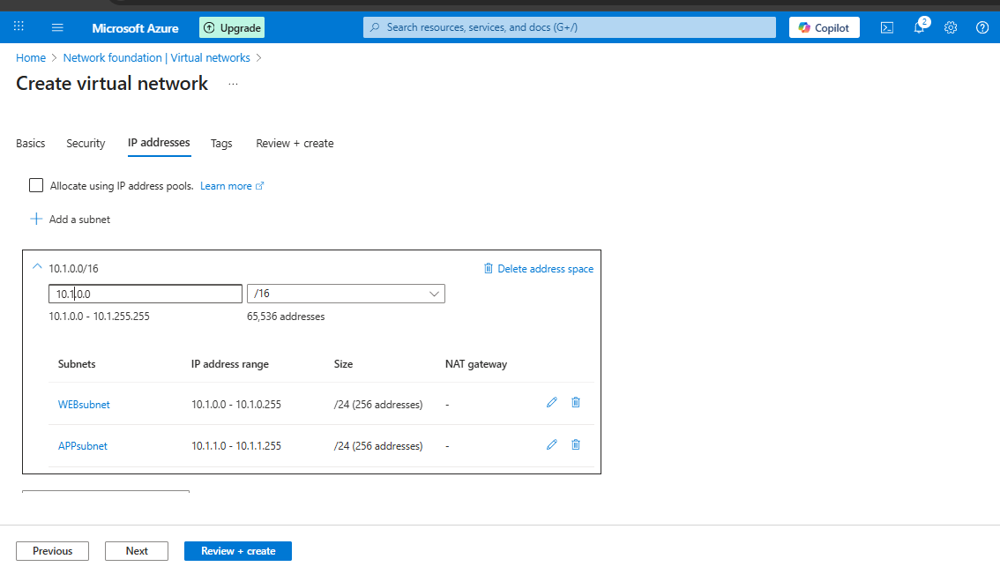 Microsoft Azure Upgrade Search resources, services, and docs (G+/) Copilot 2
Home > Network foundation | Virtual networks >
Create virtual network ...
Basics Security IP addresses Tags Review + create
Allocate using IP address pools. Learn more
+ Add a subnet
10.1.0.0/16 Delete address space
10.1.0.0 /16
10.1.0.0 - 10.1.255.255 65,536 addresses
Subnets IP address range Size NAT gateway
WEBsubnet 10.1.0.0 - 10.1.0.255 /24 (256 addresses) -
APPsubnet 10.1.1.0 - 10.1.1.255 /24 (256 addresses) -
Previous Next Review + create